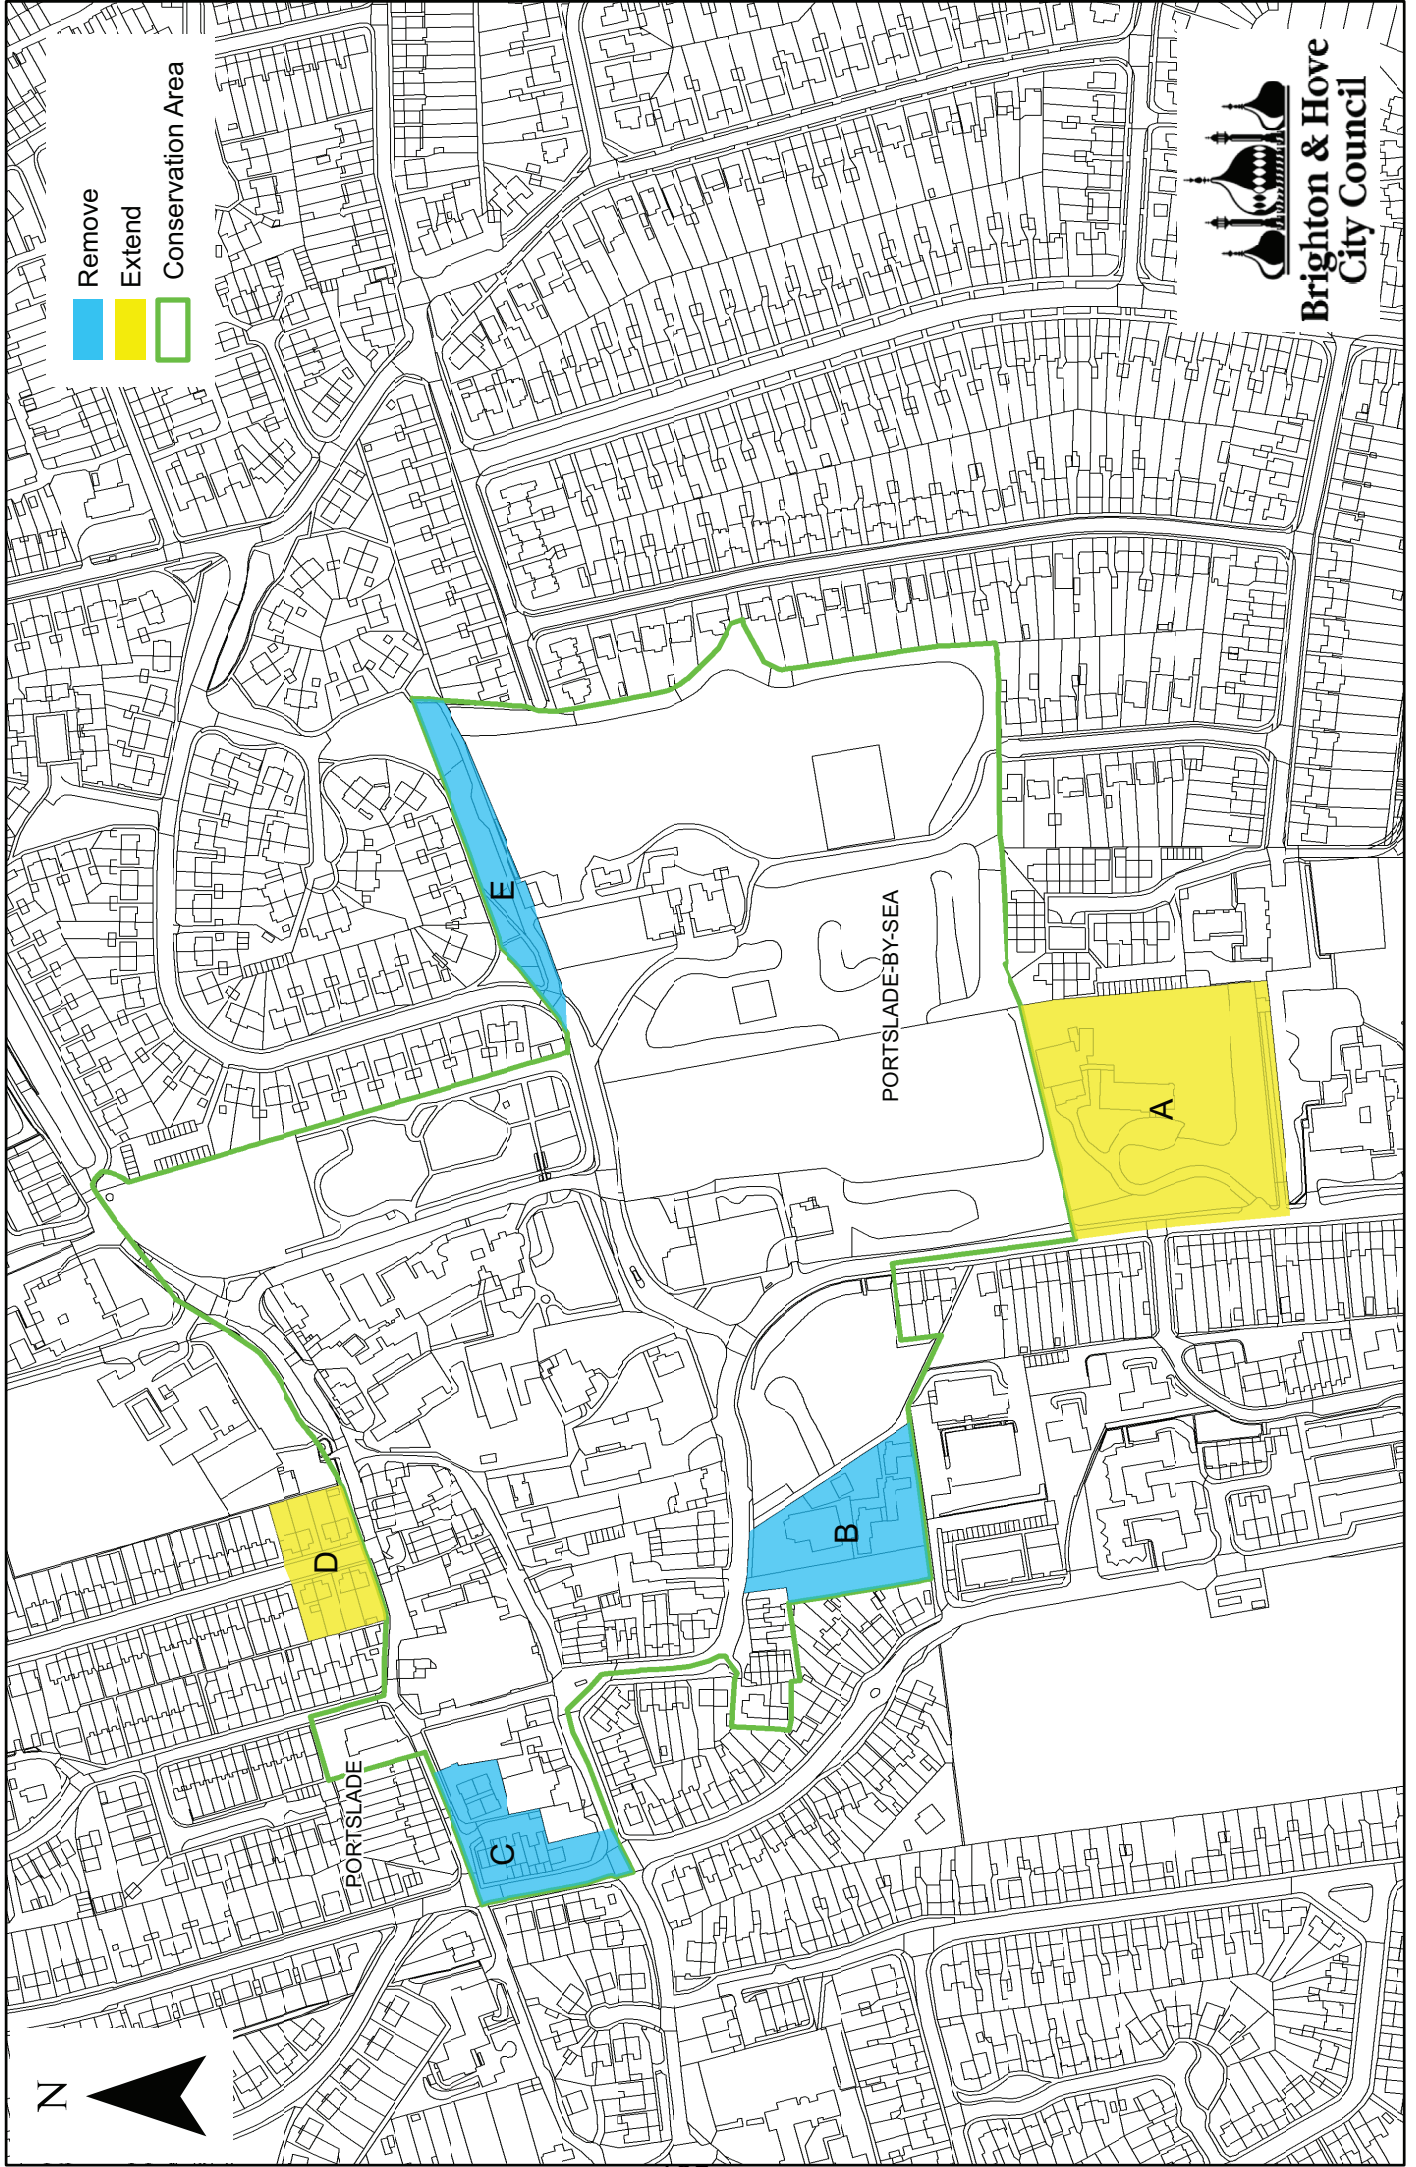 N
Remove
Extend
Conservation Area
D
PORTSLADE
C
E
B
PORTSLADE-BY-SEA
A
Brighton & Hove
City Council